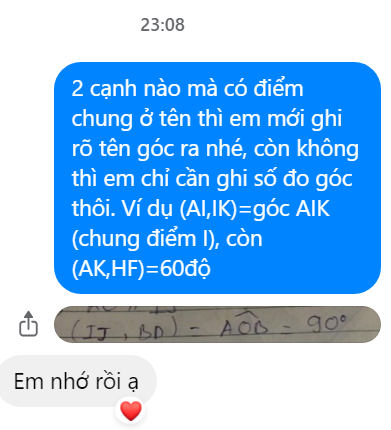 23:08
2 cạnh nào mà có điểm
chung ở tên thì em mới ghi
rõ tên góc ra nhé, còn không
thì em chỉ cần ghi số đo góc
thôi. Ví dụ (AI,IK)=góc AIK
(chung điểm I), còn
(AK,HF)=60độ
(IJ, BD) = AOB = 90°
Em nhớ rồi ạ